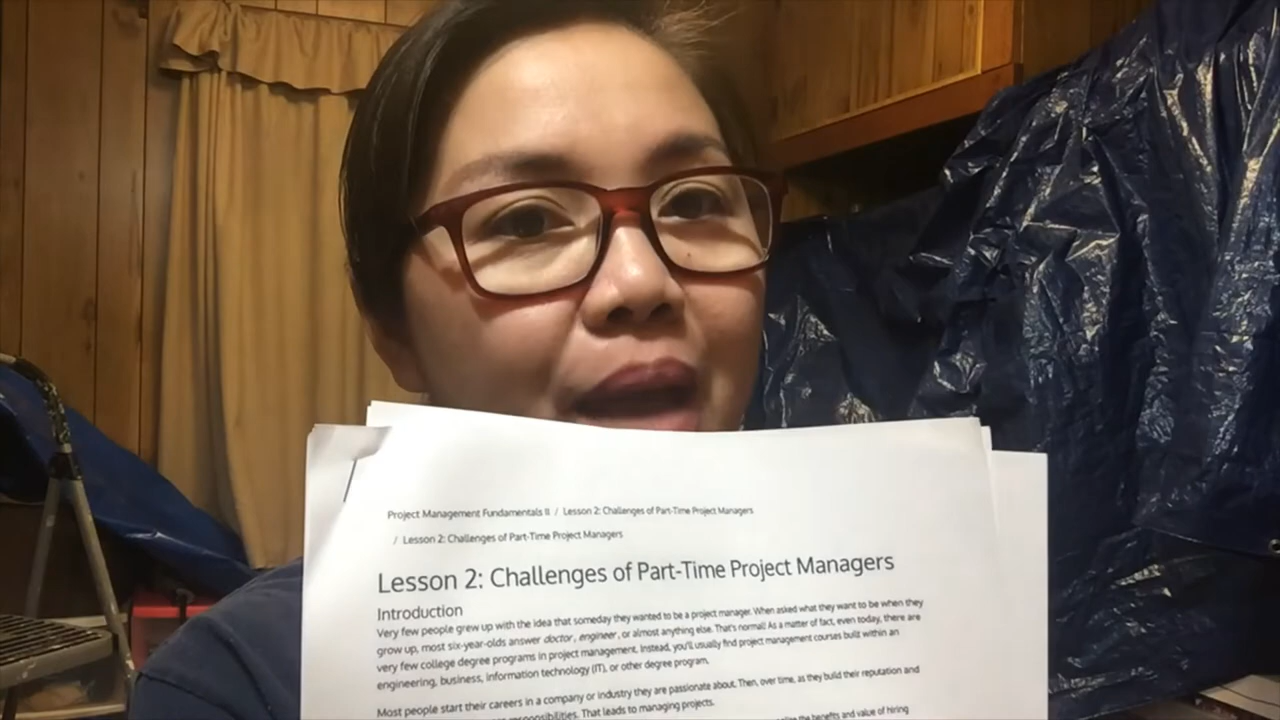 Project Management Fundamentals II / Lesson 2: Challenges of Part-Time Project Managers
/ Lesson 2: Challenges of Part-Time Project Managers
Lesson 2: Challenges of Part-Time Project Managers
Introduction
Very few people grew up with the idea that someday they wanted to be a project manager. When asked what they want to be when they
grow up, most six-year-olds answer doctor, engineer, or almost anything else. That's normal! As a matter of fact, even today, there are
very few college degree programs in project management. Instead, you'll usually find project management courses built within an
engineering, business, information technology (IT), or other degree program.
Most people start their careers in a company or industry they are passionate about. Then, over time, as they build their reputation and
responsibilities. That leads to managing projects.
the benefits and value of hiring